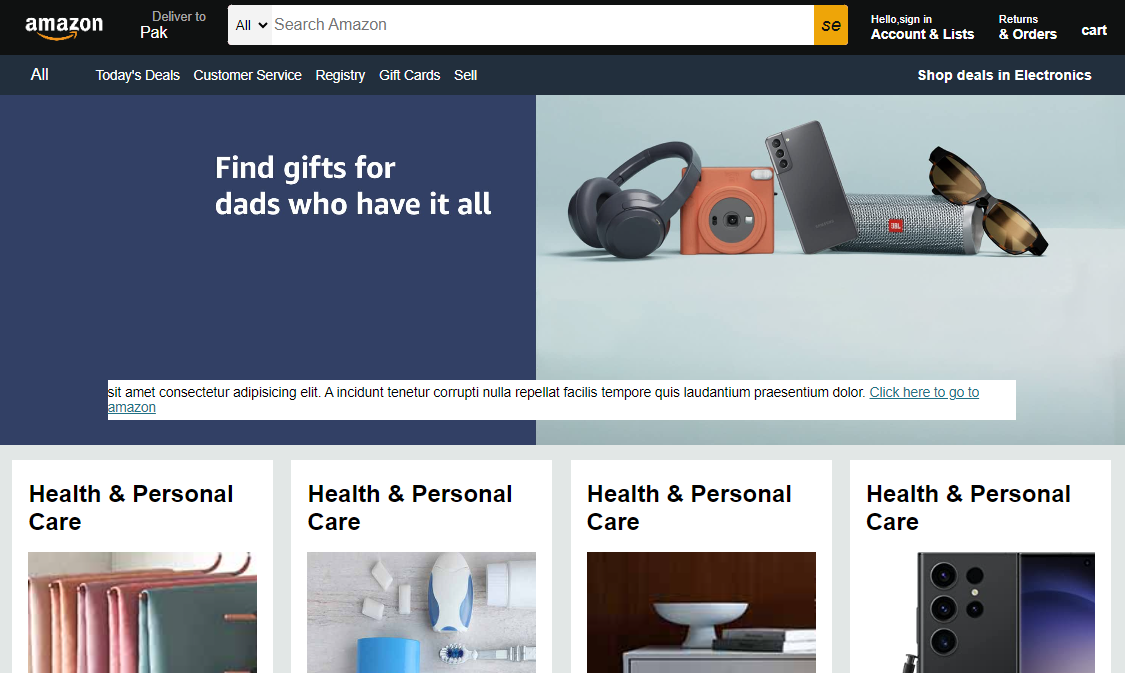 amazon
Deliver to
Pak
All
Search Amazon
se
Hello,sign in
Account & Lists
Returns
& Orders
cart
All
Today's Deals
Customer Service
Registry
Gift Cards
Sell
Shop deals in Electronics
Find gifts for
dads who have it all
JBL
sit amet consectetur adipisicing elit. A incidunt tenetur corrupti nulla repellat facilis tempore quis laudantium praesentium dolor. Click here to go to
amazon
Health & Personal
Care
Health & Personal
Care
Health & Personal
Care
Health & Personal
Care